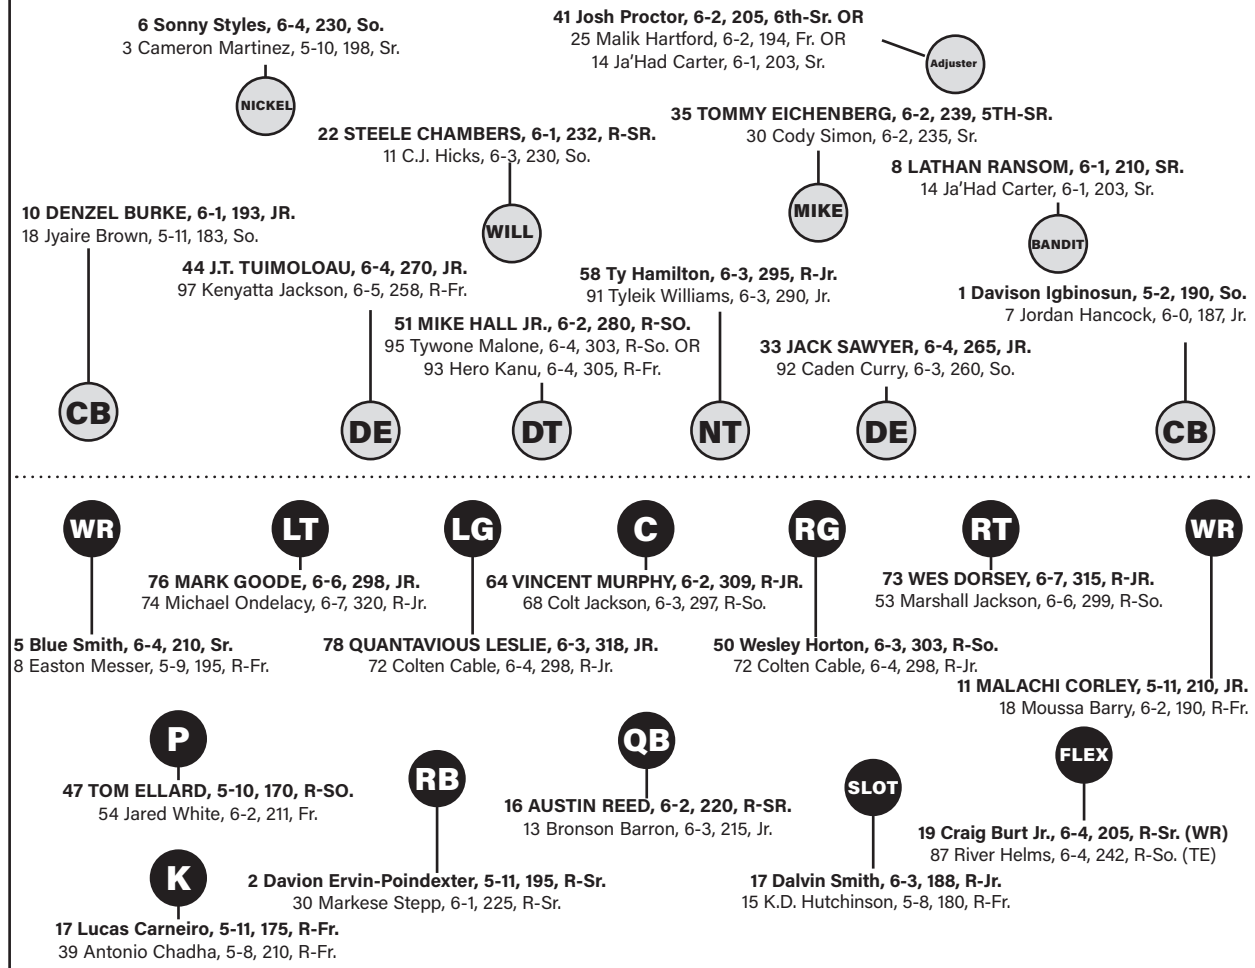 6 Sonny Styles, 6-4, 230, So.
3 Cameron Martinez, 5-10, 198, Sr.
NICKEL
41 Josh Proctor, 6-2, 205, 6th-Sr. OR
25 Malik Hartford, 6-2, 194, Fr. OR
14 Ja'Had Carter, 6-1, 203, Sr.
Adjuster
22 STEELE CHAMBERS, 6-1, 232, R-SR.
11 C.J. Hicks, 6-3, 230, So.
WILL
35 TOMMY EICHENBERG, 6-2, 239, 5TH-SR.
30 Cody Simon, 6-2, 235, Sr.
MIKE
8 LATHAN RANSOM, 6-1, 210, SR.
14 Ja'Had Carter, 6-1, 203, Sr.
BANDIT
10 DENZEL BURKE, 6-1, 193, JR.
18 Jyaire Brown, 5-11, 183, So.
CB
44 J.T. TUIMOLOAU, 6-4, 270, JR.
97 Kenyatta Jackson, 6-5, 258, R-Fr.
DE
51 MIKE HALL JR., 6-2, 280, R-SO.
95 Tywone Malone, 6-4, 303, R-So. OR
93 Hero Kanu, 6-4, 305, R-Fr.
DT
58 Ty Hamilton, 6-3, 295, R-Jr.
91 Tyleik Williams, 6-3, 290, Jr.
NT
33 JACK SAWYER, 6-4, 265, JR.
92 Caden Curry, 6-3, 260, So.
DE
1 Davison Igbinosun, 5-2, 190, So.
7 Jordan Hancock, 6-0, 187, Jr.
CB
WR
5 Blue Smith, 6-4, 210, Sr.
8 Easton Messer, 5-9, 195, R-Fr.
LT
76 MARK GOODE, 6-6, 298, JR.
74 Michael Ondelacy, 6-7, 320, R-Jr.
LG
78 QUANTAVIOUS LESLIE, 6-3, 318, JR.
72 Colten Cable, 6-4, 298, R-Jr.
C
64 VINCENT MURPHY, 6-2, 309, R-JR.
68 Colt Jackson, 6-3, 297, R-So.
RG
50 Wesley Horton, 6-3, 303, R-So.
72 Colten Cable, 6-4, 298, R-Jr.
RT
73 WES DORSEY, 6-7, 315, R-JR.
53 Marshall Jackson, 6-6, 299, R-So.
WR
11 MALACHI CORLEY, 5-11, 210, JR.
18 Moussa Barry, 6-2, 190, R-Fr.
P
47 TOM ELLARD, 5-10, 170, R-SO.
54 Jared White, 6-2, 211, Fr.
K
17 Lucas Carneiro, 5-11, 175, R-Fr.
39 Antonio Chadha, 5-8, 210, R-Fr.
RB
2 Davion Ervin-Poindexter, 5-11, 195, R-Sr.
30 Markese Stepp, 6-1, 225, R-Sr.
QB
16 AUSTIN REED, 6-2, 220, R-SR.
13 Bronson Barron, 6-3, 215, Jr.
SLOT
17 Dalvin Smith, 6-3, 188, R-Jr.
15 K.D. Hutchinson, 5-8, 180, R-Fr.
FLEX
19 Craig Burt Jr., 6-4, 205, R-Sr. (WR)
87 River Helms, 6-4, 242, R-So. (TE)